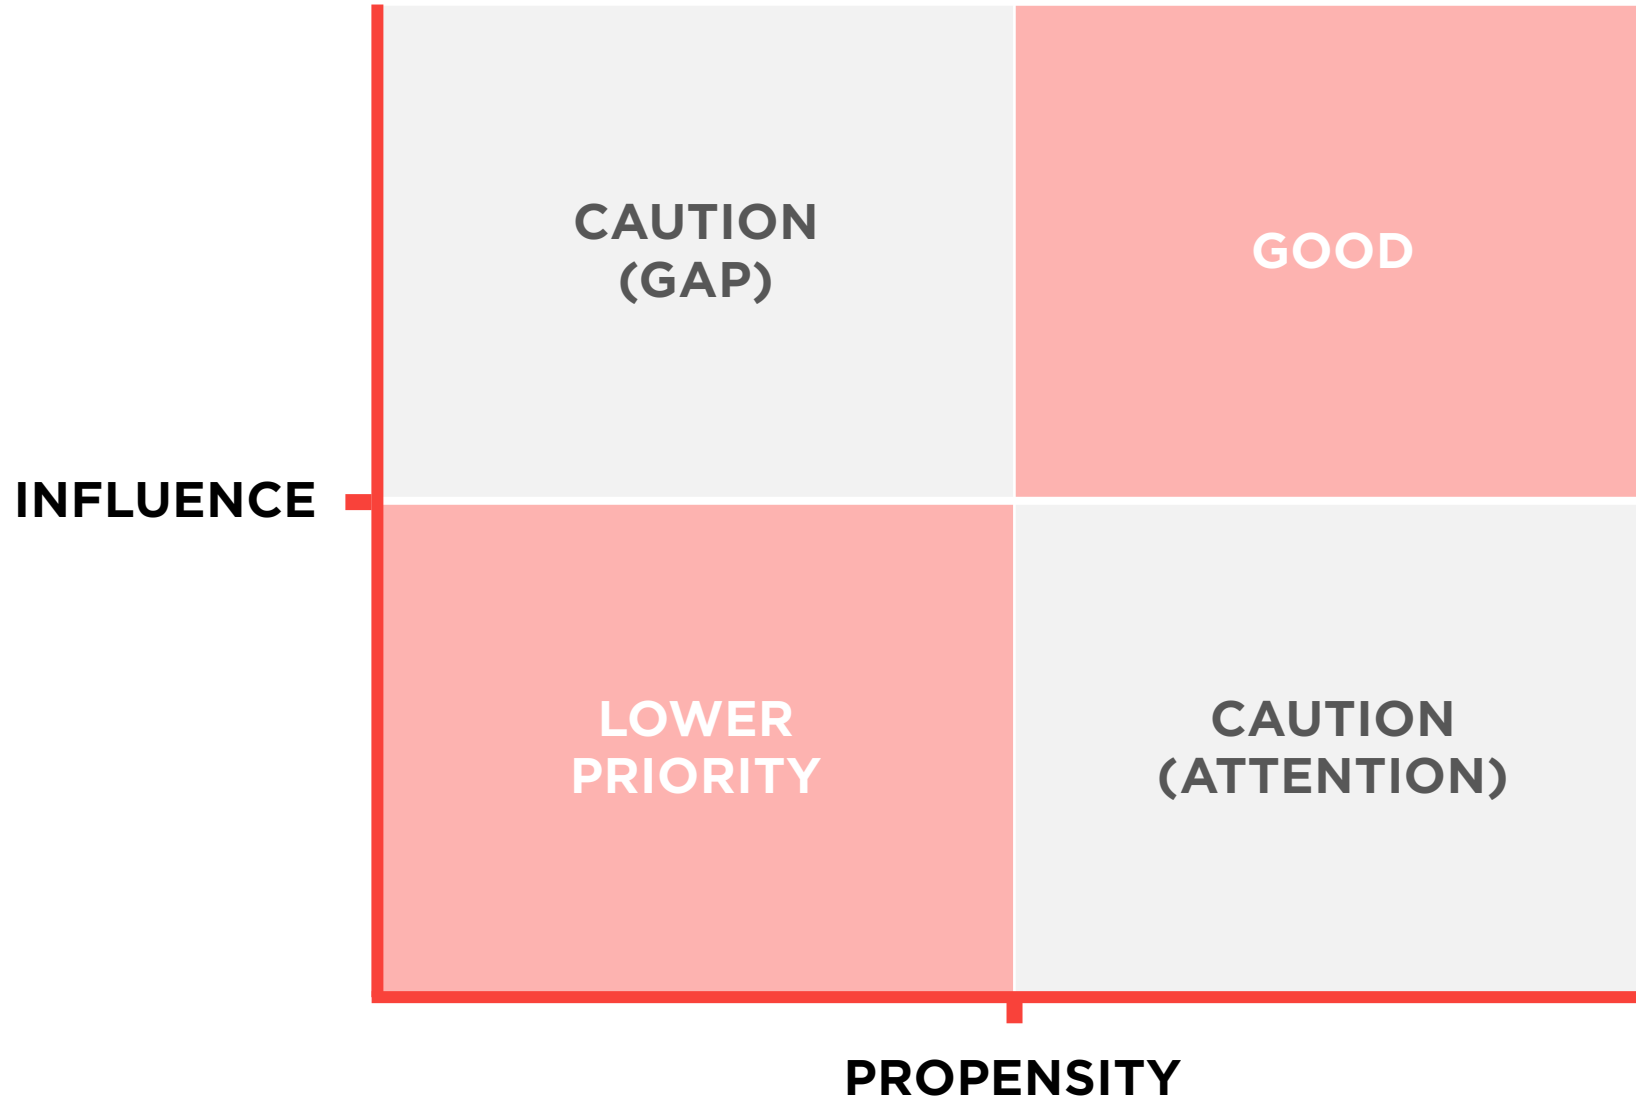 CAUTION
(GAP)
GOOD
INFLUENCE
LOWER
PRIORITY
CAUTION
(ATTENTION)
PROPENSITY